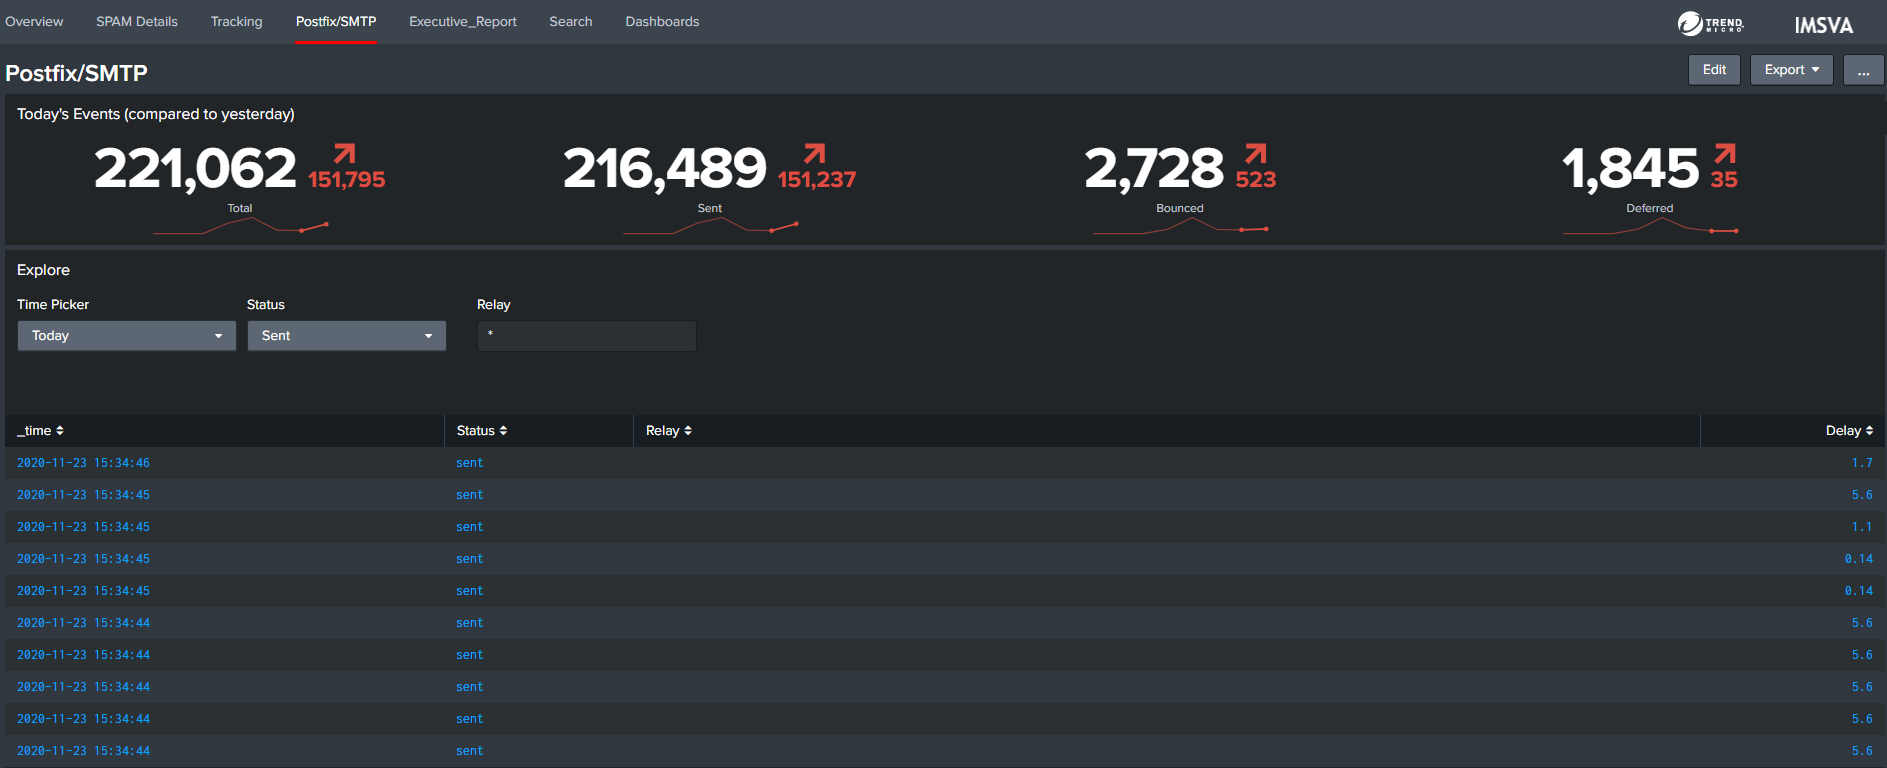 Overview SPAM Details Tracking Postfix/SMTP Executive_Report Search Dashboards TREND MICRO IMSVA
Postfix/SMTP Edit Export ...
Today's Events (compared to yesterday)
221,062 151,795 216,489 151,237 2,728 523 1,845 35
Total Sent Bounced Deferred
Explore
Time Picker Status Relay
Today Sent *
_time Status Relay Delay
2020-11-23 15:34:46 sent 1.7
2020-11-23 15:34:45 sent 5.6
2020-11-23 15:34:45 sent 1.1
2020-11-23 15:34:45 sent 0.14
2020-11-23 15:34:45 sent 0.14
2020-11-23 15:34:44 sent 5.6
2020-11-23 15:34:44 sent 5.6
2020-11-23 15:34:44 sent 5.6
2020-11-23 15:34:44 sent 5.6
2020-11-23 15:34:44 sent 5.6